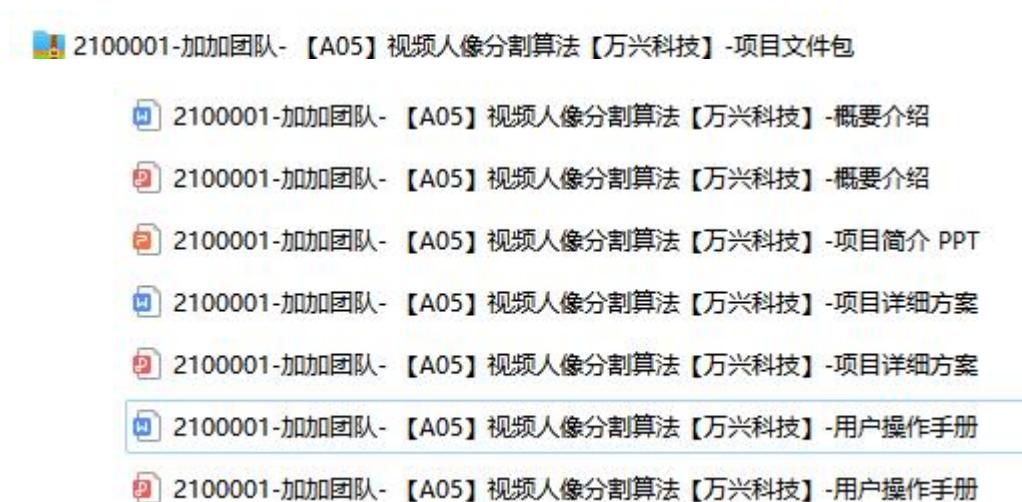 2100001-加加团队- 【A05】视频人像分割算法【万兴科技】-项目文件包
2100001-加加团队- 【A05】视频人像分割算法【万兴科技】-概要介绍
2100001-加加团队- 【A05】视频人像分割算法【万兴科技】-概要介绍
2100001-加加团队- 【A05】视频人像分割算法【万兴科技】-项目简介 PPT
2100001-加加团队- 【A05】视频人像分割算法【万兴科技】-项目详细方案
2100001-加加团队- 【A05】视频人像分割算法【万兴科技】-项目详细方案
2100001-加加团队- 【A05】视频人像分割算法【万兴科技】-用户操作手册
2100001-加加团队- 【A05】视频人像分割算法【万兴科技】-用户操作手册